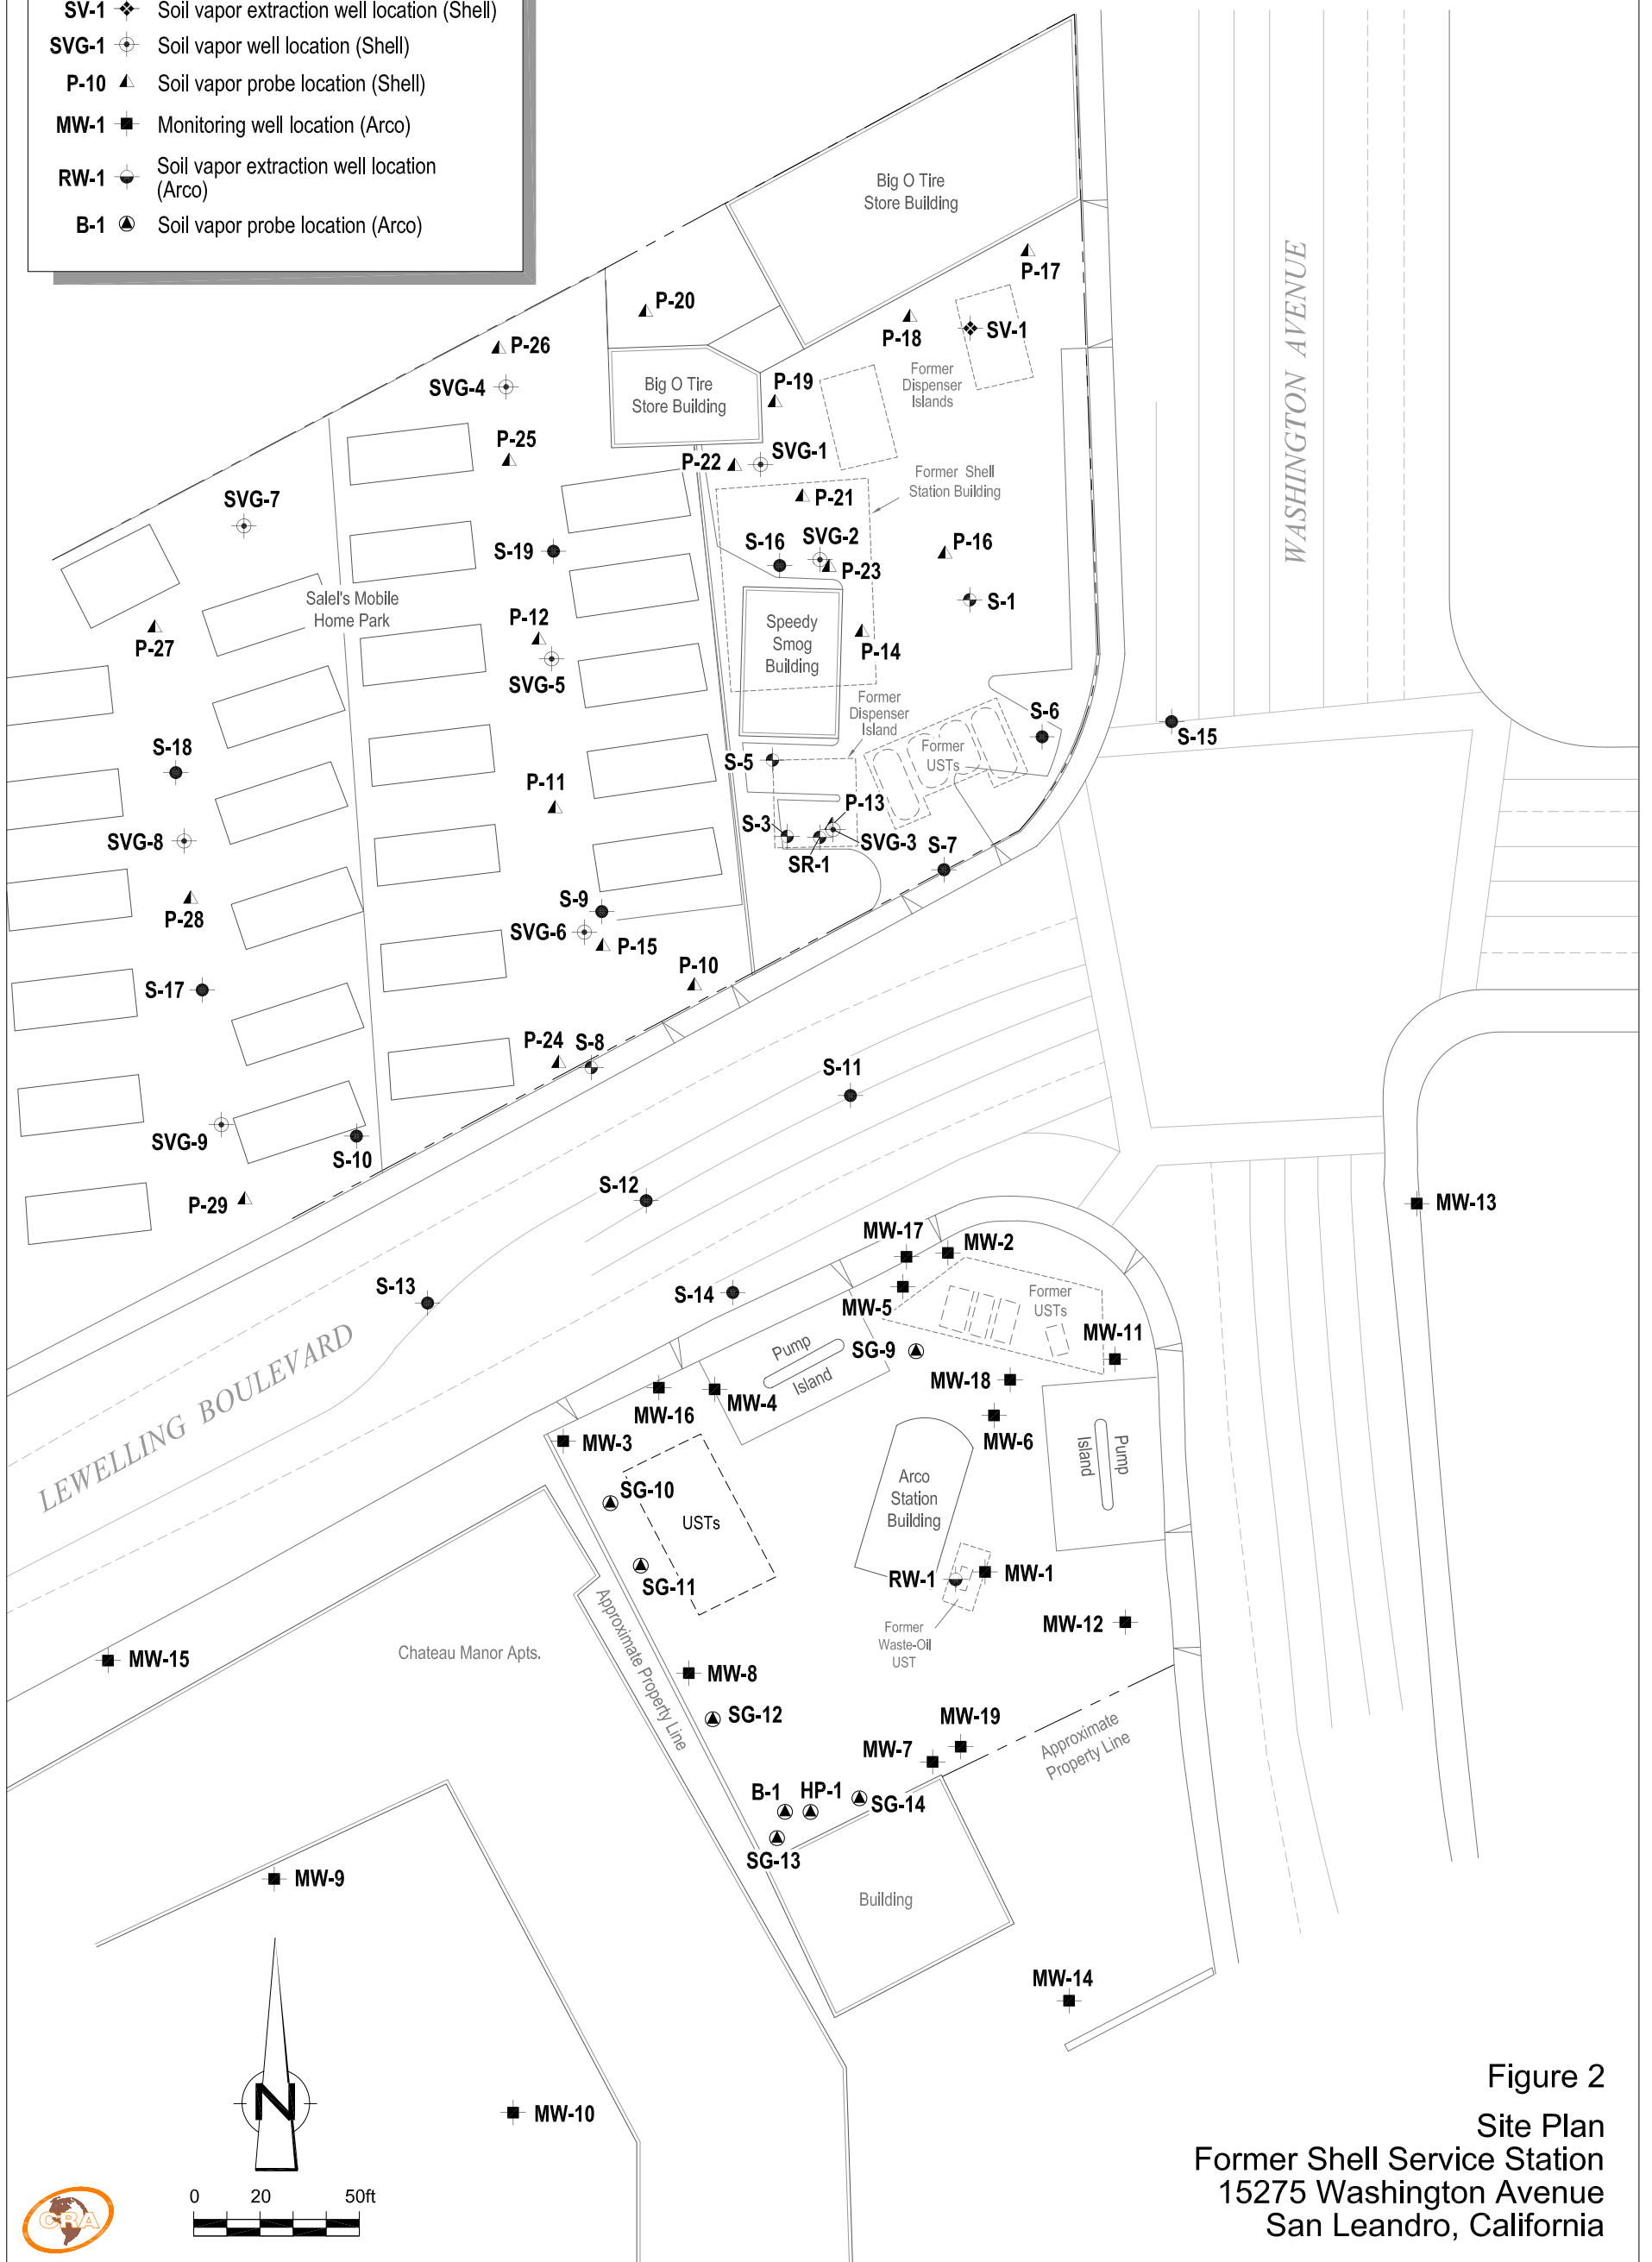 SV-1 Soil vapor extraction well location (Shell)
SVG-1 Soil vapor well location (Shell)
P-10 Soil vapor probe location (Shell)
MW-1 Monitoring well location (Arco)
RW-1 Soil vapor extraction well location
(Arco)
B-1 Soil vapor probe location (Arco)
Big O Tire
Store Building
P-17
P-20
P-18
SV-1
P-26
SVG-4
Big O Tire
Store Building
P-19
Former
Dispenser
Islands
WASHINGTON AVENUE
P-25
P-22
SVG-1
Former Shell
Station Building
SVG-7
P-21
S-19
S-16
SVG-2
P-23
P-16
Salel's Mobile
Home Park
S-1
P-27
P-12
SVG-5
Speedy
Smog
Building
P-14
Former
Dispenser
Island
S-6
S-15
S-18
S-5
Former
USTs
P-11
P-13
SVG-8
S-3
SVG-3
SR-1
S-7
P-28
S-9
SVG-6
P-15
P-10
S-17
P-24
S-8
S-11
SVG-9
S-10
P-29
S-12
MW-13
MW-17
MW-2
S-13
S-14
MW-5
Former
USTs
MW-11
Pump
Island
SG-9
MW-18
LEWELLING BOULEVARD
MW-16
MW-4
MW-3
MW-6
Pump
Island
SG-10
USTs
Arco
Station
Building
SG-11
RW-1
MW-1
Approximate Property Line
MW-12
Former
Waste-Oil
UST
MW-15
Chateau Manor Apts.
MW-8
SG-12
MW-19
Approximate
Property Line
MW-7
B-1
HP-1
SG-14
SG-13
MW-9
Building
MW-14
N
MW-10
Figure 2
Site Plan
Former Shell Service Station
15275 Washington Avenue
San Leandro, California
0 20 50ft
CRA